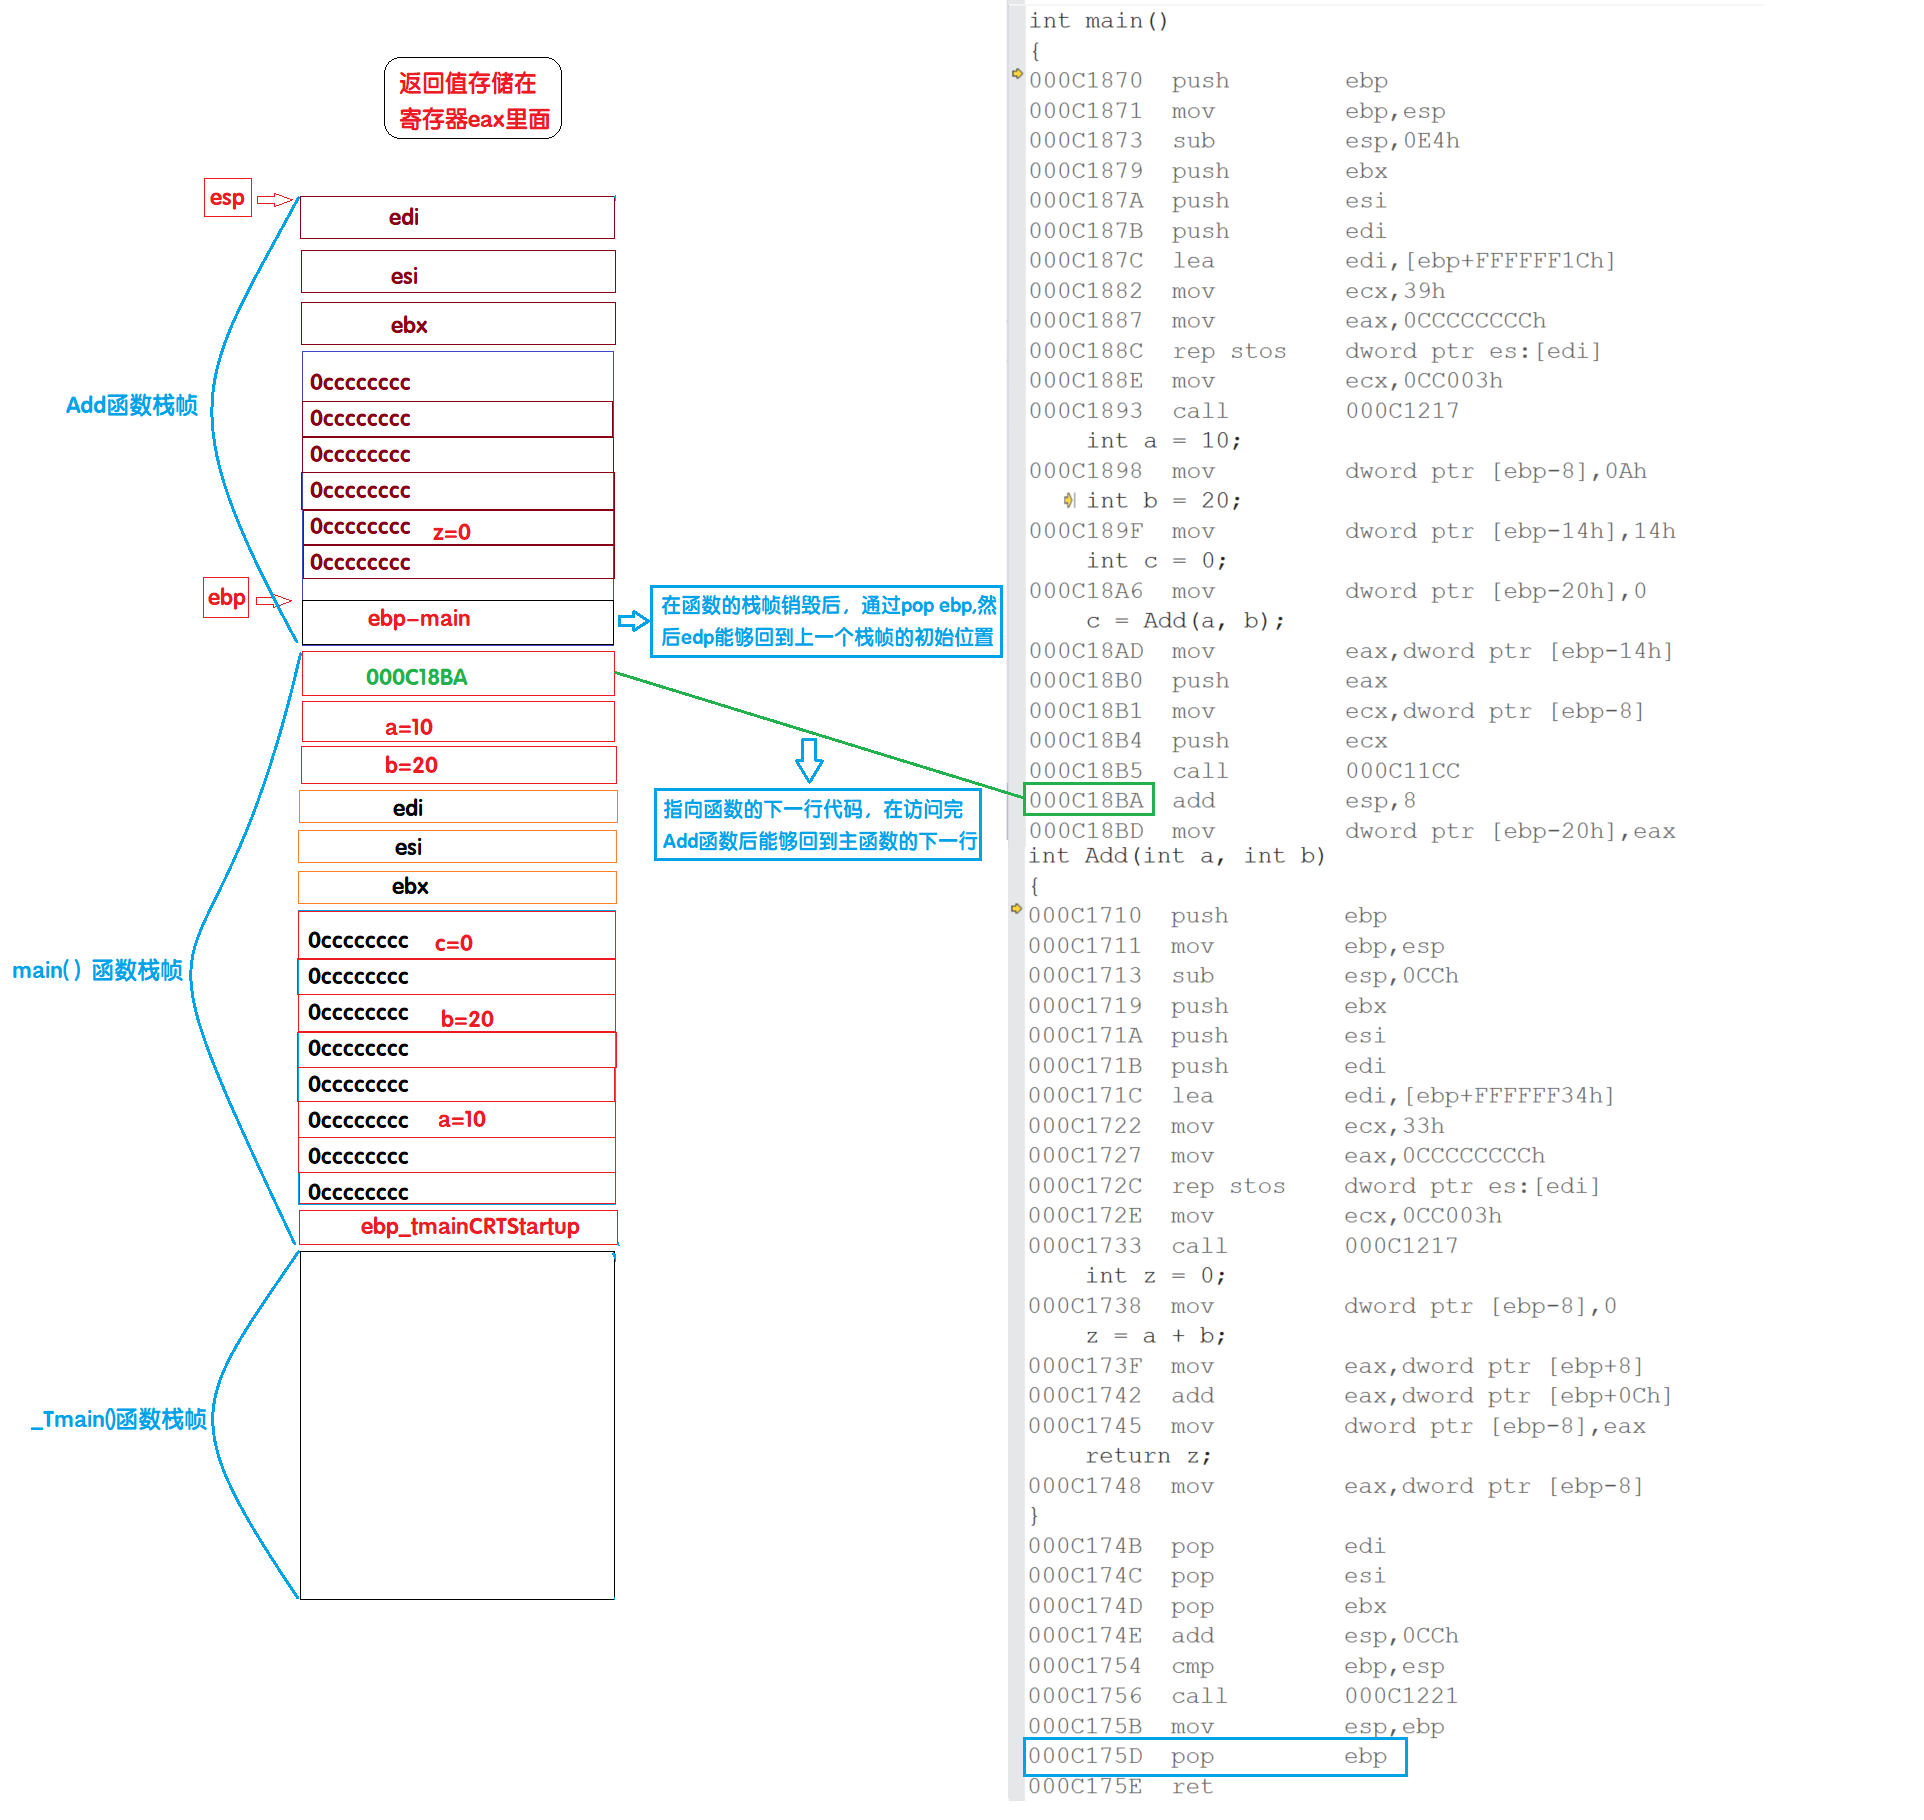 返回值存储在
寄存器eax里面
esp
edi
esi
ebx
0cccccccc
0cccccccc
0cccccccc
0cccccccc
0cccccccc z=0
0cccccccc
Add函数栈帧
ebp
ebp-main
在函数的栈帧销毁后，通过pop ebp,然
后edp能够回到上一个栈帧的初始位置
000C18BA
a=10
b=20
edi
esi
ebx
指向函数的下一行代码，在访问完
Add函数后能够回到主函数的下一行
0cccccccc c=0
0cccccccc
0cccccccc b=20
0cccccccc
0cccccccc
0cccccccc a=10
0cccccccc
0cccccccc
main( ) 函数栈帧
ebp_tmainCRTStartup
_Tmain()函数栈帧
int main()
{
000C1870 push ebp
000C1871 mov ebp,esp
000C1873 sub esp,0E4h
000C1879 push ebx
000C187A push esi
000C187B push edi
000C187C lea edi,[ebp+FFFFFF1Ch]
000C1882 mov ecx,39h
000C1887 mov eax,0CCCCCCCCh
000C188C rep stos dword ptr es:[edi]
000C188E mov ecx,0CC003h
000C1893 call 000C1217
int a = 10;
000C1898 mov dword ptr [ebp-8],0Ah
int b = 20;
000C189F mov dword ptr [ebp-14h],14h
int c = 0;
000C18A6 mov dword ptr [ebp-20h],0
c = Add(a, b);
000C18AD mov eax,dword ptr [ebp-14h]
000C18B0 push eax
000C18B1 mov ecx,dword ptr [ebp-8]
000C18B4 push ecx
000C18B5 call 000C11CC
000C18BA add esp,8
000C18BD mov dword ptr [ebp-20h],eax
int Add(int a, int b)
{
000C1710 push ebp
000C1711 mov ebp,esp
000C1713 sub esp,0CCh
000C1719 push ebx
000C171A push esi
000C171B push edi
000C171C lea edi,[ebp+FFFFFF34h]
000C1722 mov ecx,33h
000C1727 mov eax,0CCCCCCCCh
000C172C rep stos dword ptr es:[edi]
000C172E mov ecx,0CC003h
000C1733 call 000C1217
int z = 0;
000C1738 mov dword ptr [ebp-8],0
z = a + b;
000C173F mov eax,dword ptr [ebp+8]
000C1742 add eax,dword ptr [ebp+0Ch]
000C1745 mov dword ptr [ebp-8],eax
return z;
000C1748 mov eax,dword ptr [ebp-8]
}
000C174B pop edi
000C174C pop esi
000C174D pop ebx
000C174E add esp,0CCh
000C1754 cmp ebp,esp
000C1756 call 000C1221
000C175B mov esp,ebp
000C175D pop ebp
000C175E ret